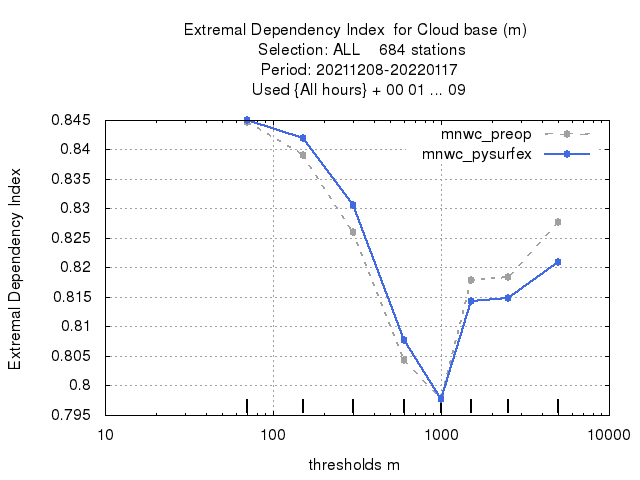 Extremal Dependency Index  for Cloud base (m)
Selection: ALL    684 stations
Period: 20211208-20220117
Used {All hours} + 00 01 ... 09
mnwc_preop
mnwc_pysurfex
Extremal Dependency Index
0.845
0.84
0.835
0.83
0.825
0.82
0.815
0.81
0.805
0.8
0.795
10 100 1000 10000
thresholds m